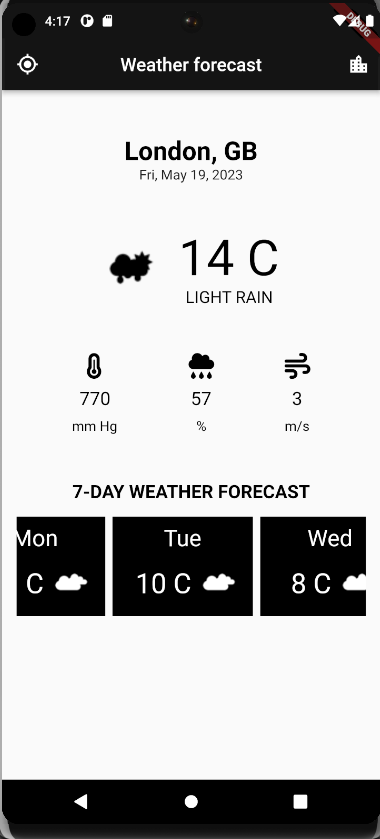 4:17
DEBUG
Weather forecast
London, GB
Fri, May 19, 2023
14 C
LIGHT RAIN
770 57 3
mm Hg % m/s
7-DAY WEATHER FORECAST
Mon Tue Wed
C 10 C 8 C